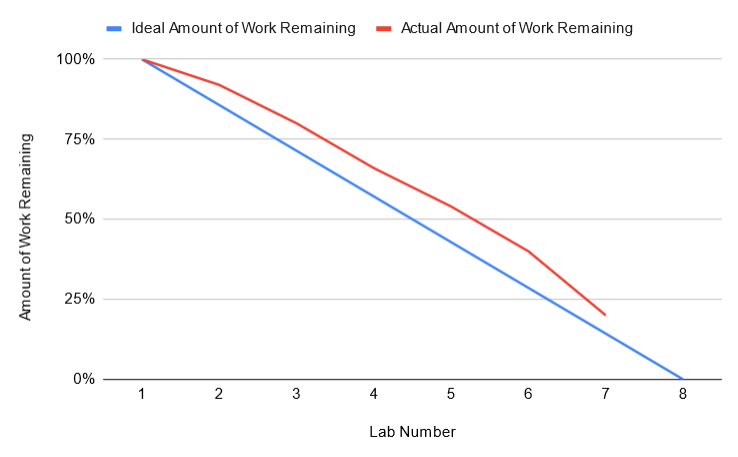 Ideal Amount of Work Remaining Actual Amount of Work Remaining
100%
75%
50%
25%
0%
Amount of Work Remaining
1 2 3 4 5 6 7 8
Lab Number